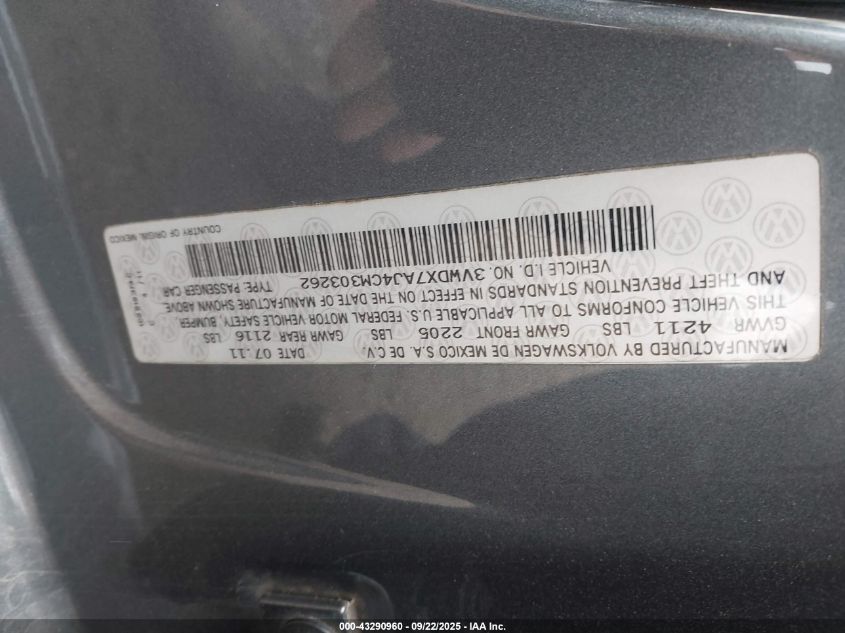 MANUFACTURED BY VOLKSWAGEN DE MEXICO S.A. DE C.V. DATE 07.11
GVWR 4211 LBS GAWR FRONT 2205 LBS GAWR REAR 2116 LBS
THIS VEHICLE CONFORMS TO ALL APPLICABLE U.S. FEDERAL MOTOR VEHICLE SAFETY, BUMPER,
AND THEFT PREVENTION STANDARDS IN EFFECT ON THE DATE OF MANUFACTURE SHOWN ABOVE.
VEHICLE I.D. NO. 3VWDX7AJ4CM303262 TYPE: PASSENGER CAR
COUNTRY OF ORIGIN, MEXICO
000-43290960 - 09/22/2025 - IAA Inc.